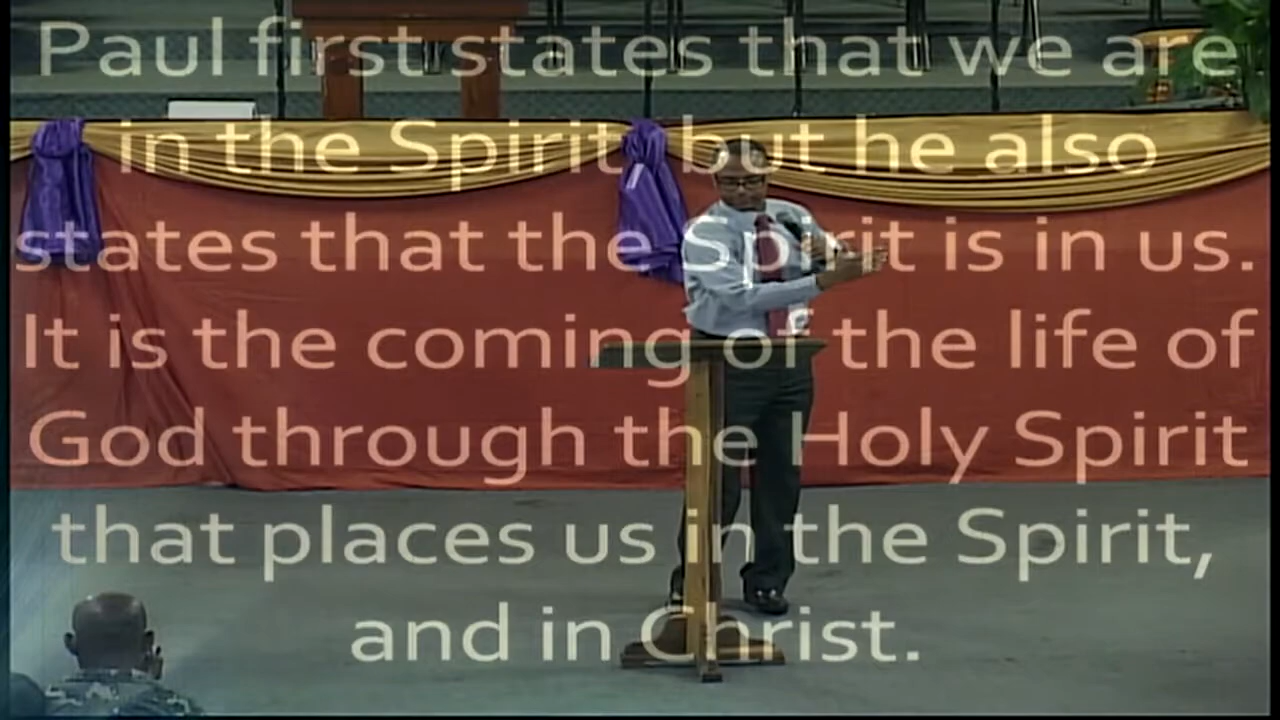 Paul first states that we are
in the Spirit, but he also
states that the Spirit is in us.
It is the coming of the life of
God through the Holy Spirit
that places us in the Spirit,
and in Christ.